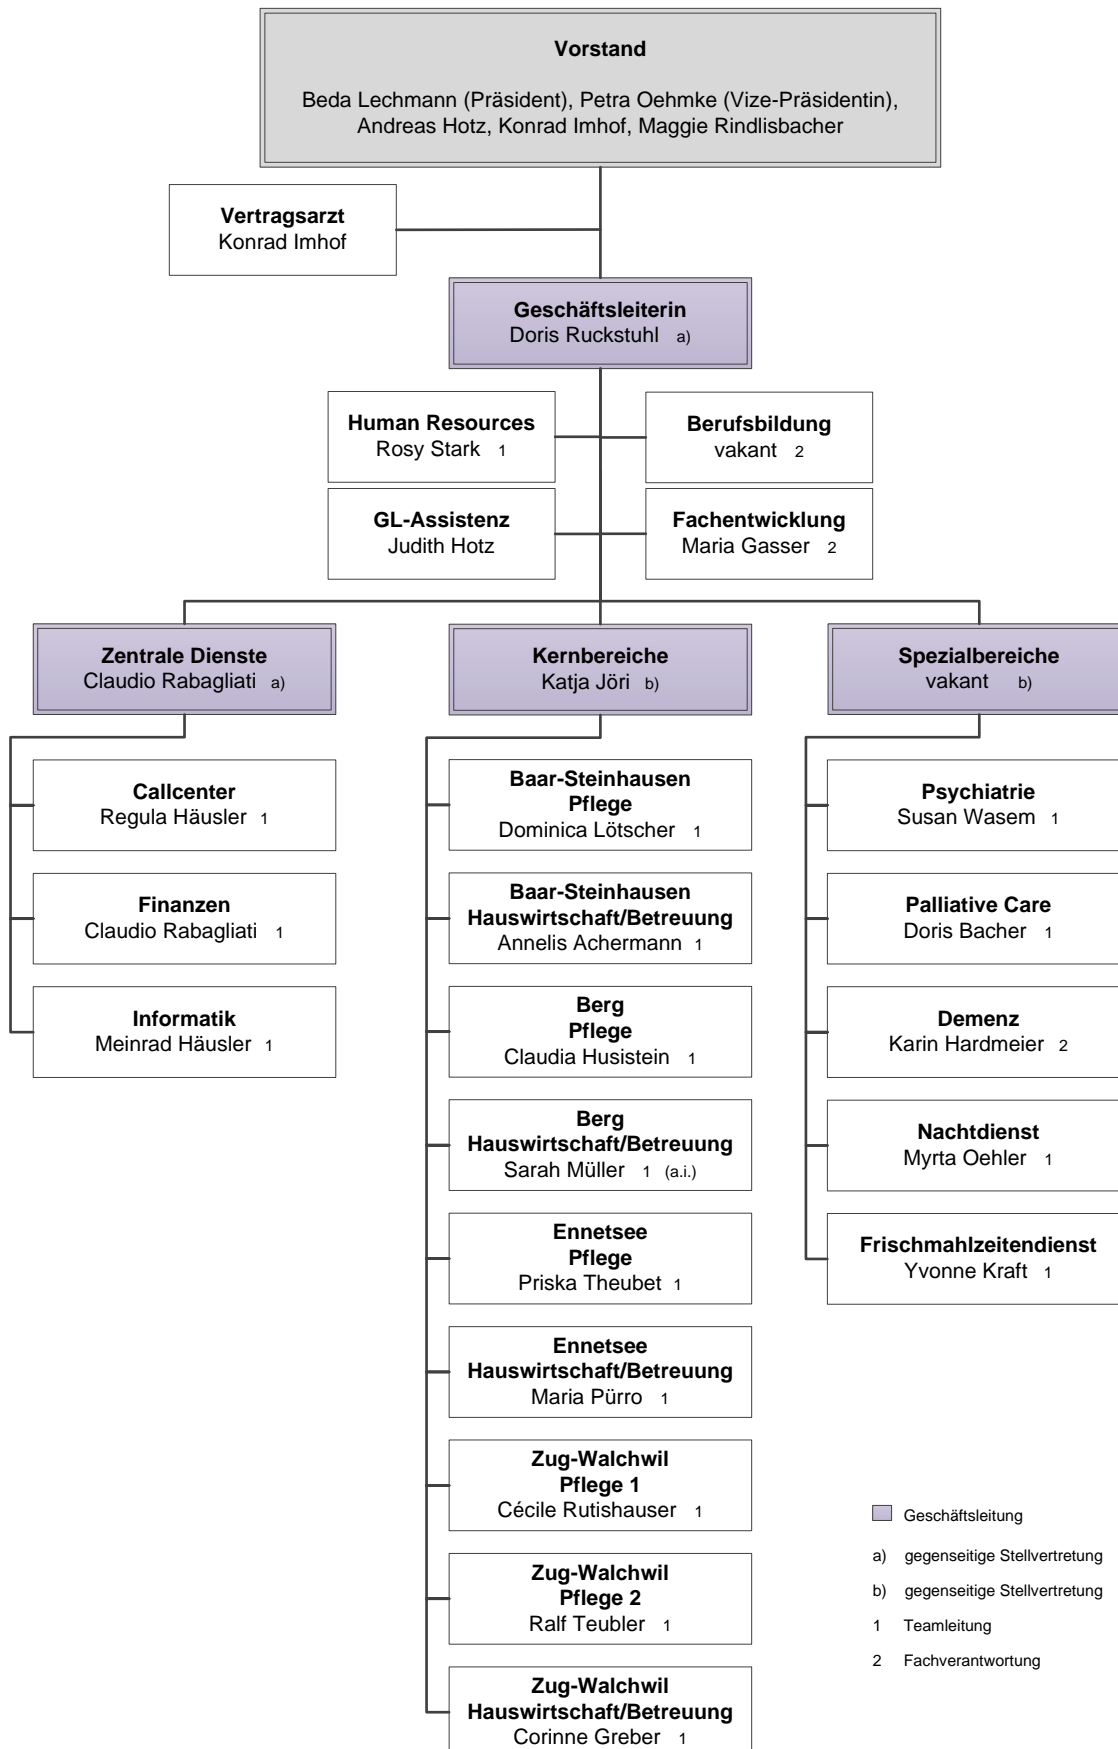 Vorstand
Beda Lechmann (Präsident), Petra Oehmke (Vize-Präsidentin),
Andreas Hotz, Konrad Imhof, Maggie Rindlisbacher
Vertragsarzt
Konrad Imhof
Geschäftsleiterin
Doris Ruckstuhl a)
Human Resources
Rosy Stark 1
Berufsbildung
vakant 2
GL-Assistenz
Judith Hotz
Fachentwicklung
Maria Gasser 2
Zentrale Dienste
Claudio Rabagliati a)
Kernbereiche
Katja Jöri b)
Spezialbereiche
vakant b)
Callcenter
Regula Häusler 1
Finanzen
Claudio Rabagliati 1
Informatik
Meinrad Häusler 1
Baar-Steinhausen
Pflege
Dominica Lötscher 1
Baar-Steinhausen
Hauswirtschaft/Betreuung
Annelis Achermann 1
Berg
Pflege
Claudia Husistein 1
Berg
Hauswirtschaft/Betreuung
Sarah Müller 1 (a.i.)
Ennetsee
Pflege
Priska Theubet 1
Ennetsee
Hauswirtschaft/Betreuung
Maria Pürro 1
Zug-Walchwil
Pflege 1
Cécile Rutishauser 1
Zug-Walchwil
Pflege 2
Ralf Teubler 1
Zug-Walchwil
Hauswirtschaft/Betreuung
Corinne Greber 1
Psychiatrie
Susan Wasem 1
Palliative Care
Doris Bacher 1
Demenz
Karin Hardmeier 2
Nachtdienst
Myrta Oehler 1
Frischmahlzeitendienst
Yvonne Kraft 1
Geschäftsleitung
a) gegenseitige Stellvertretung
b) gegenseitige Stellvertretung
1 Teamleitung
2 Fachverantwortung